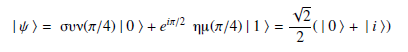 | ψ ⟩ = συν(π/4) | 0 ⟩ + e^{iπ/2} ημ(π/4) | 1 ⟩ = √2/2 ( | 0 ⟩ + | i ⟩)